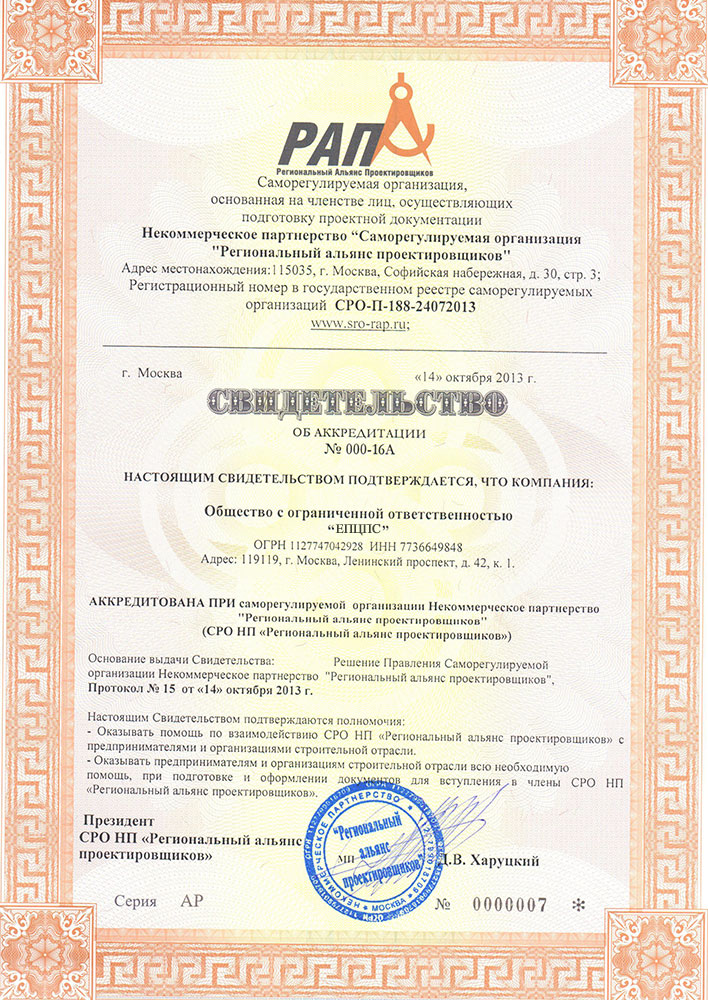 РАП
Региональный Альянс Проектировщиков
Саморегулируемая организация,
основанная на членстве лиц, осуществляющих
подготовку проектной документации
Некоммерческое партнерство “Саморегулируемая организация
"Региональный альянс проектировщиков"
Адрес местонахождения:115035, г. Москва, Софийская набережная, д. 30, стр. 3;
Регистрационный номер в государственном реестре саморегулируемых
организаций СРО-П-188-24072013
www.sro-rap.ru;
г. Москва «14» октября 2013 г.
СВИДЕТЕЛЬСТВО
ОБ АККРЕДИТАЦИИ
№ 000-16А
НАСТОЯЩИМ СВИДЕТЕЛЬСТВОМ ПОДТВЕРЖДАЕТСЯ, ЧТО КОМПАНИЯ:
Общество с ограниченной ответственностью
“ЕПЦПС”
ОГРН 1127747042928 ИНН 7736649848
Адрес: 119119, г. Москва, Ленинский проспект, д. 42, к. 1.
АККРЕДИТОВАНА ПРИ саморегулируемой организации Некоммерческое партнерство
"Региональный альянс проектировщиков"
(СРО НП «Региональный альянс проектировщиков»)
Основание выдачи Свидетельства: Решение Правления Саморегулируемой
организации Некоммерческое партнерство "Региональный альянс проектировщиков",
Протокол № 15 от «14» октября 2013 г.
Настоящим Свидетельством подтверждаются полномочия:
- Оказывать помощь по взаимодействию СРО НП «Региональный альянс проектировщиков» с
предпринимателями и организациями строительной отрасли.
- Оказывать предпринимателям и организациям строительной отрасли всю необходимую
помощь, при подготовке и оформлении документов для вступления в члены СРО НП
«Региональный альянс проектировщиков».
Президент
СРО НП «Региональный альянс
проектировщиков»
МП
Д.В. Харуцкий
НЕКОММЕРЧЕСКОЕ ПАРТНЕРСТВО
* МОСКВА *
"Региональный
альянс
проектировщиков"
Серия АР № 0000007 *